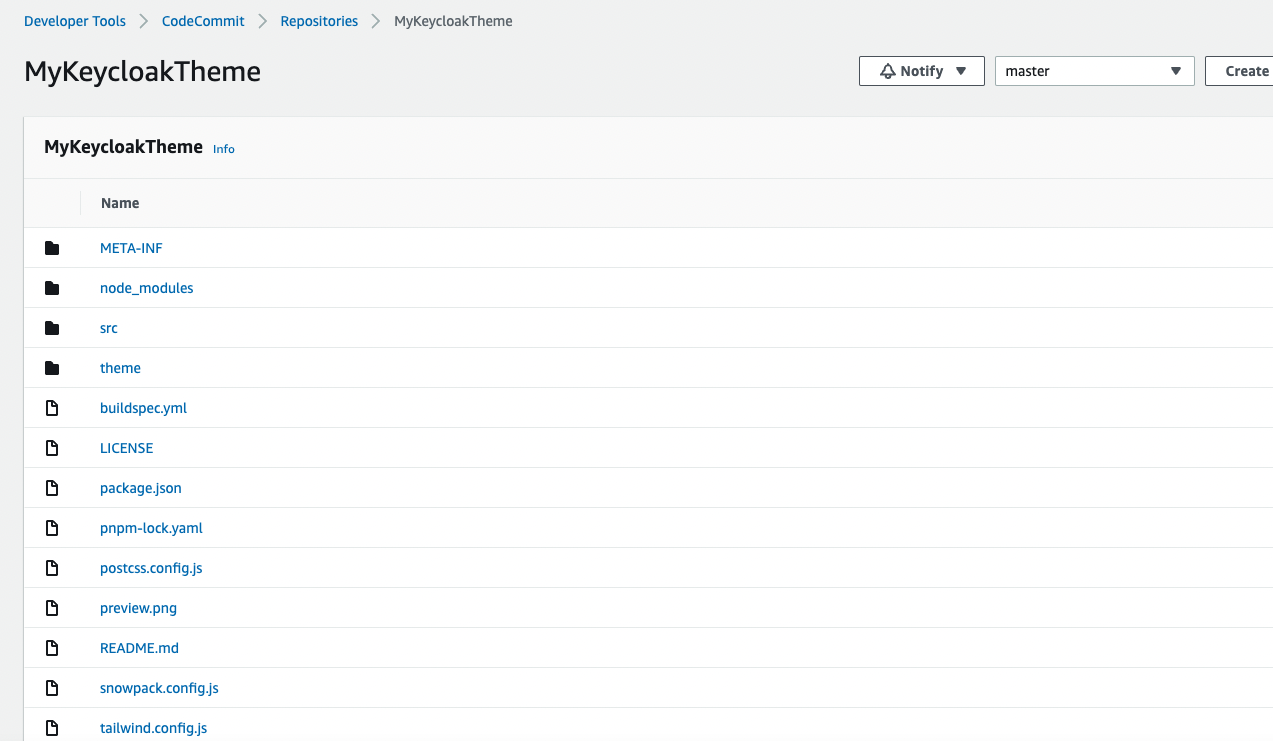 Developer Tools > CodeCommit > Repositories > MyKeycloakTheme
MyKeycloakTheme
Notify
master
Create
MyKeycloakTheme Info
Name
META-INF
node_modules
src
theme
buildspec.yml
LICENSE
package.json
pnpm-lock.yaml
postcss.config.js
preview.png
README.md
snowpack.config.js
tailwind.config.js